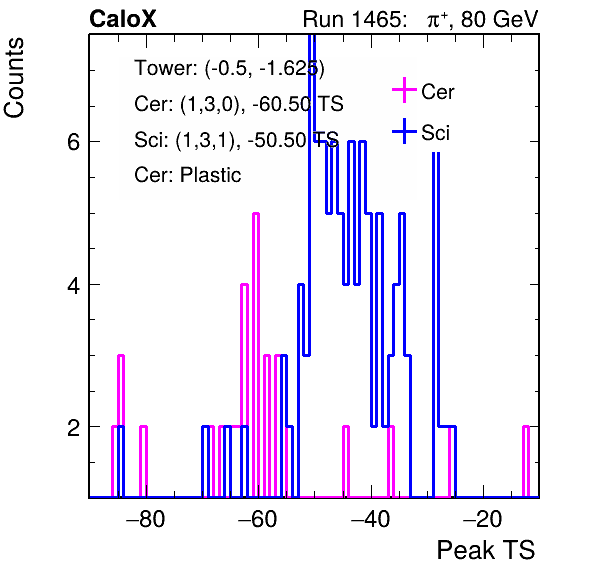 CaloX Run 1465: π⁺, 80 GeV
Counts
Tower: (-0.5, -1.625)
Cer: (1,3,0), -60.50 TS
Sci: (1,3,1), -50.50 TS
Cer: Plastic
Cer
Sci
6
4
2
−80 −60 −40 −20
Peak TS